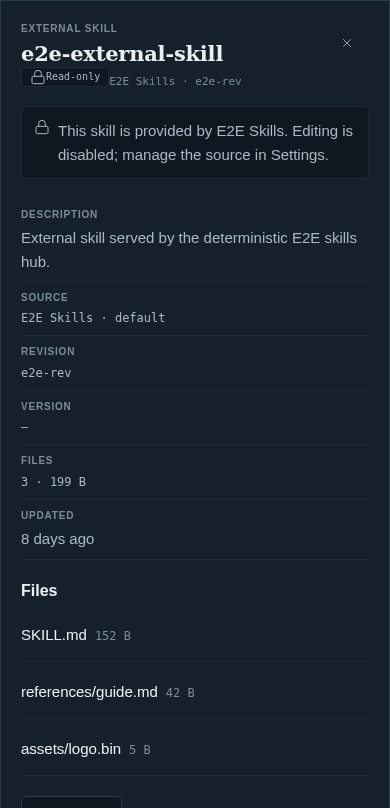 EXTERNAL SKILL
e2e-external-skill
Read-only E2E Skills · e2e-rev
This skill is provided by E2E Skills. Editing is
disabled; manage the source in Settings.
DESCRIPTION
External skill served by the deterministic E2E skills
hub.
SOURCE
E2E Skills · default
REVISION
e2e-rev
VERSION
—
FILES
3 · 199 B
UPDATED
8 days ago
Files
SKILL.md 152 B
references/guide.md 42 B
assets/logo.bin 5 B